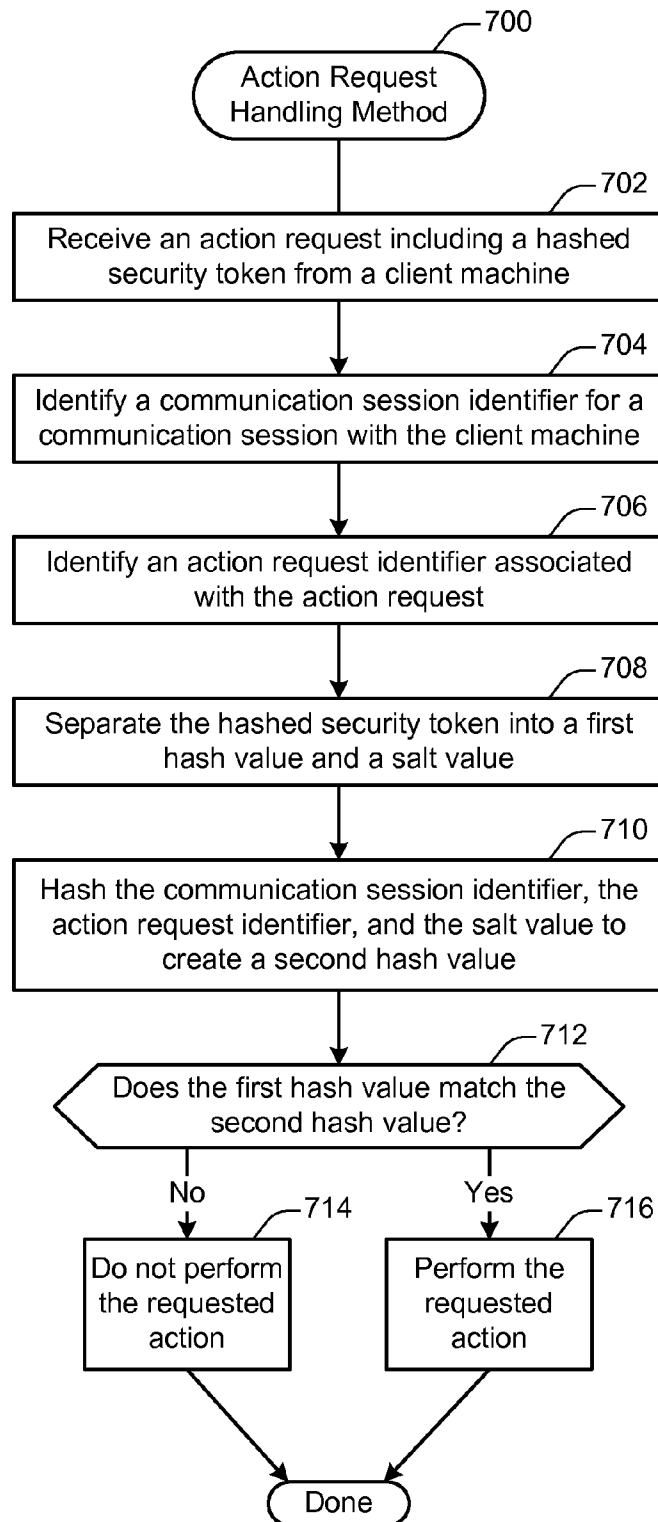 700
Action Request
Handling Method
702
Receive an action request including a hashed
security token from a client machine
704
Identify a communication session identifier for a
communication session with the client machine
706
Identify an action request identifier associated
with the action request
708
Separate the hashed security token into a first
hash value and a salt value
710
Hash the communication session identifier, the
action request identifier, and the salt value to
create a second hash value
712
Does the first hash value match the
second hash value?
No
Yes
714
Do not perform
the requested
action
716
Perform the
requested
action
Done